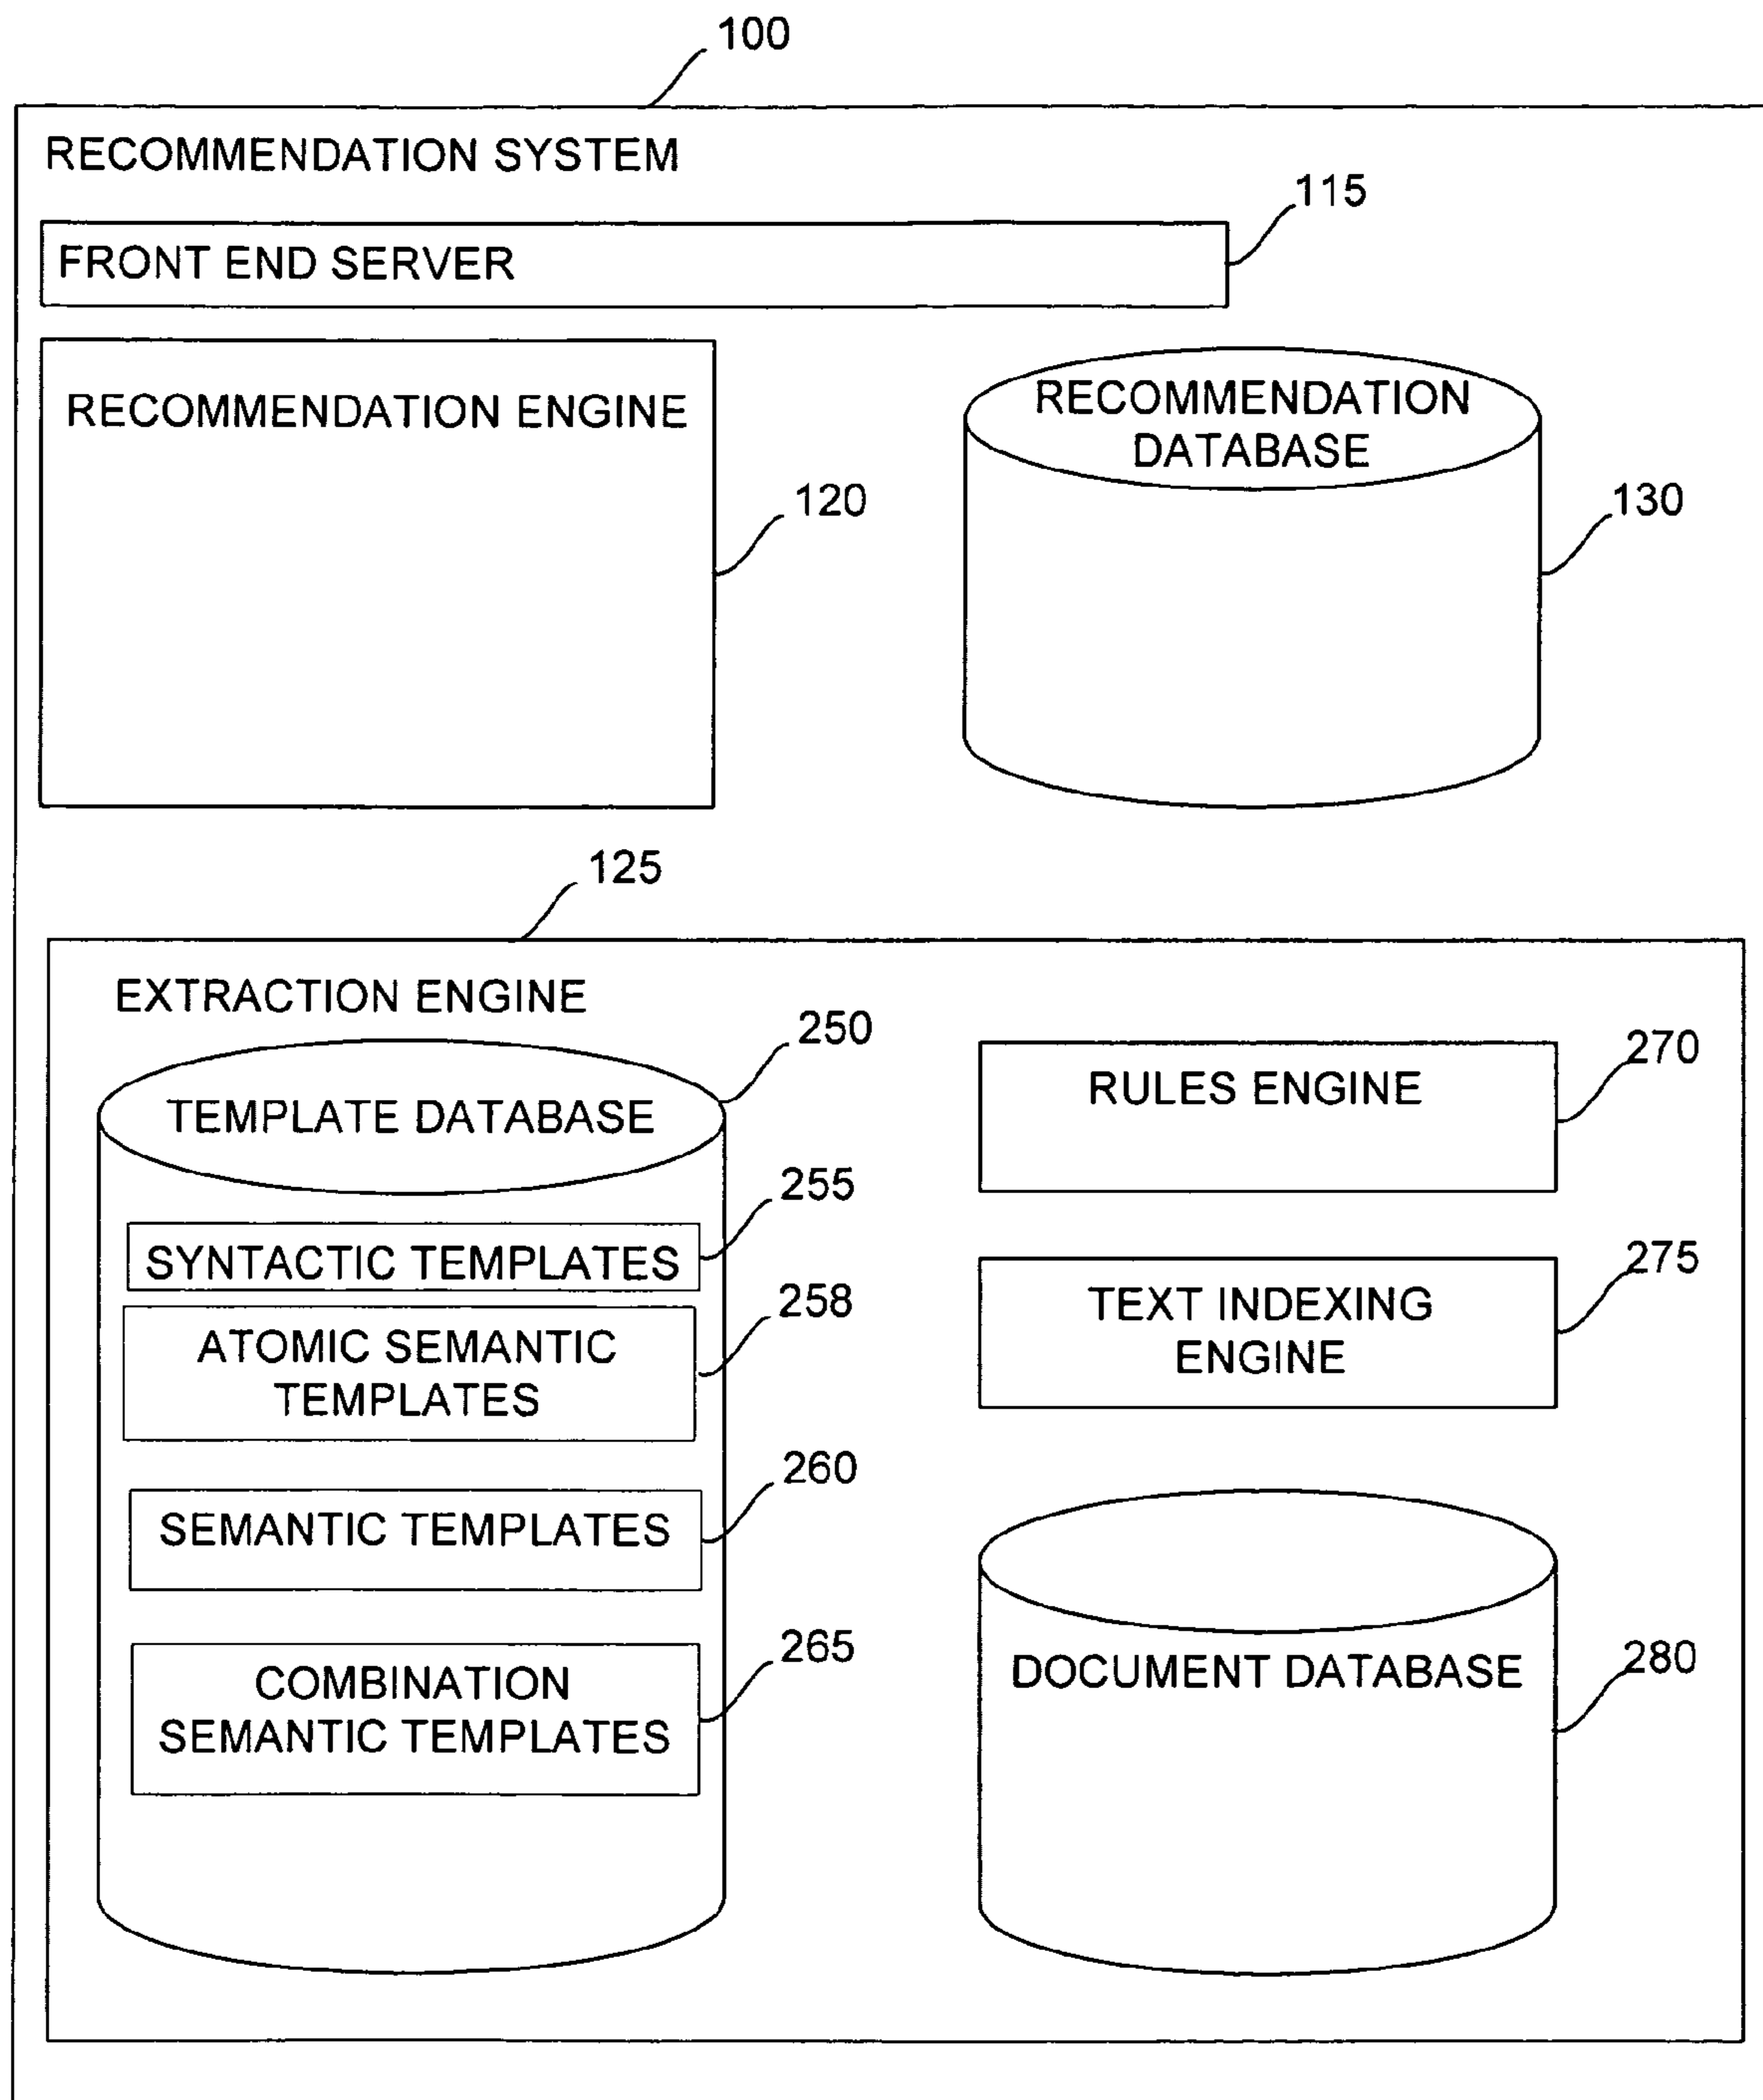 100
RECOMMENDATION SYSTEM
115
FRONT END SERVER
RECOMMENDATION ENGINE
120
RECOMMENDATION
DATABASE
130
125
EXTRACTION ENGINE
250
TEMPLATE DATABASE
270
RULES ENGINE
255
SYNTACTIC TEMPLATES
275
TEXT INDEXING
ENGINE
258
ATOMIC SEMANTIC
TEMPLATES
260
SEMANTIC TEMPLATES
265
COMBINATION
SEMANTIC TEMPLATES
280
DOCUMENT DATABASE